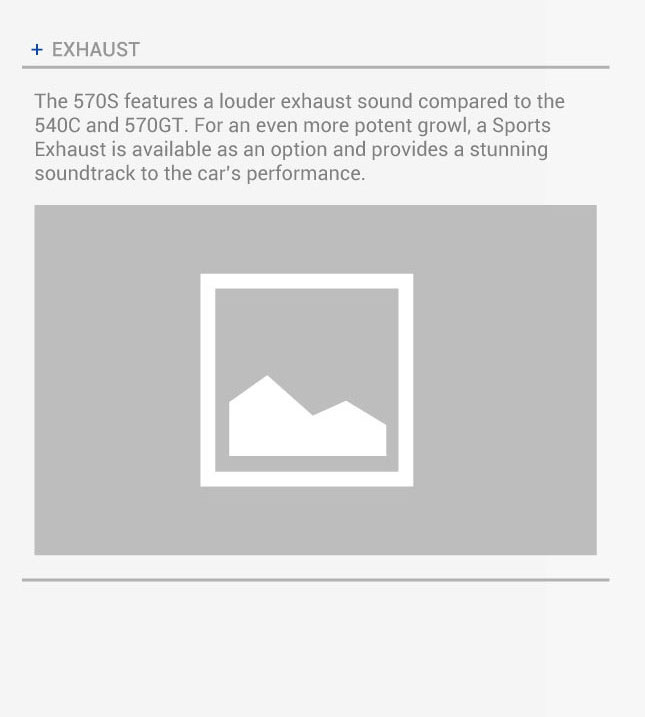 + EXHAUST
The 570S features a louder exhaust sound compared to the
540C and 570GT. For an even more potent growl, a Sports
Exhaust is available as an option and provides a stunning
soundtrack to the car's performance.